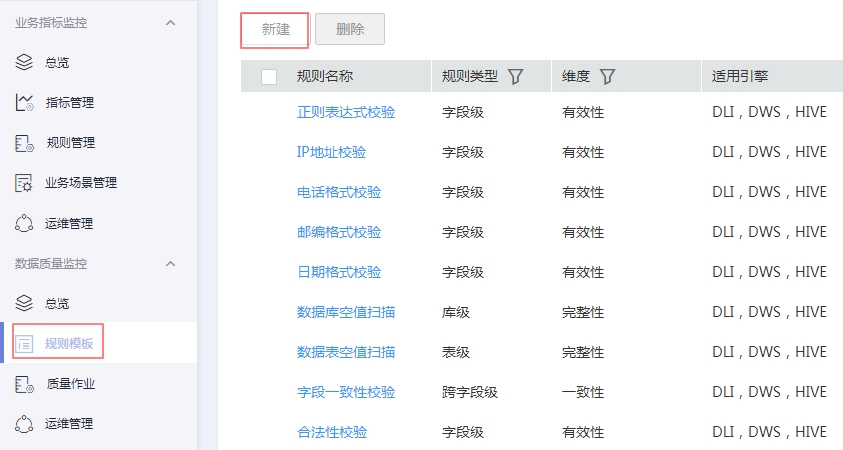 业务指标监控
总览
指标管理
规则管理
业务场景管理
运维管理
数据质量监控
总览
规则模板
质量作业
运维管理
新建 删除
规则名称 规则类型 维度 适用引擎
正则表达式校验 字段级 有效性 DLI，DWS，HIVE
IP地址校验 字段级 有效性 DLI，DWS，HIVE
电话格式校验 字段级 有效性 DLI，DWS，HIVE
邮编格式校验 字段级 有效性 DLI，DWS，HIVE
日期格式校验 字段级 有效性 DLI，DWS，HIVE
数据库空值扫描 库级 完整性 DLI，DWS，HIVE
数据表空值扫描 表级 完整性 DLI，DWS，HIVE
字段一致性校验 跨字段级 一致性 DLI，DWS，HIVE
合法性校验 字段级 有效性 DLI，DWS，HIVE